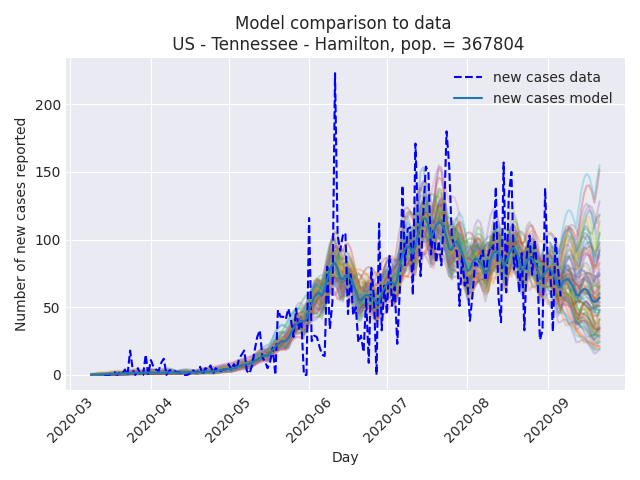 Model comparison to data
US - Tennessee - Hamilton, pop. = 367804
new cases data
new cases model
Number of new cases reported
200
150
100
50
0
2020-03
2020-04
2020-05
2020-06
2020-07
2020-08
2020-09
Day